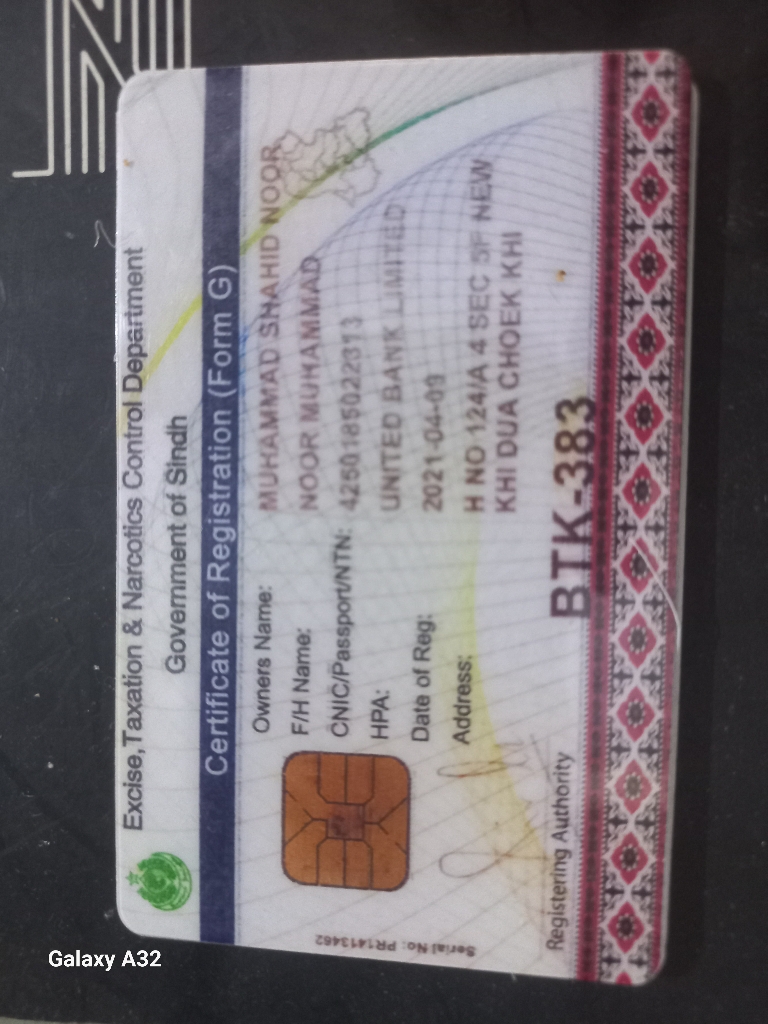 Excise,Taxation & Narcotics Control Department
Government of Sindh
Certificate of Registration (Form G)
Owners Name: MUHAMMAD SHAHID NOOR
F/H Name: NOOR MUHAMMAD
CNIC/Passport/NTN: 4250185022313
HPA: UNITED BANK LIMITED
Date of Reg: 2021-04-09
Address: H NO 124/A 4 SEC 5F NEW
KHI DUA CHOEK KHI
BTK-383
Registering Authority
Serial No: PR1413462
Galaxy A32